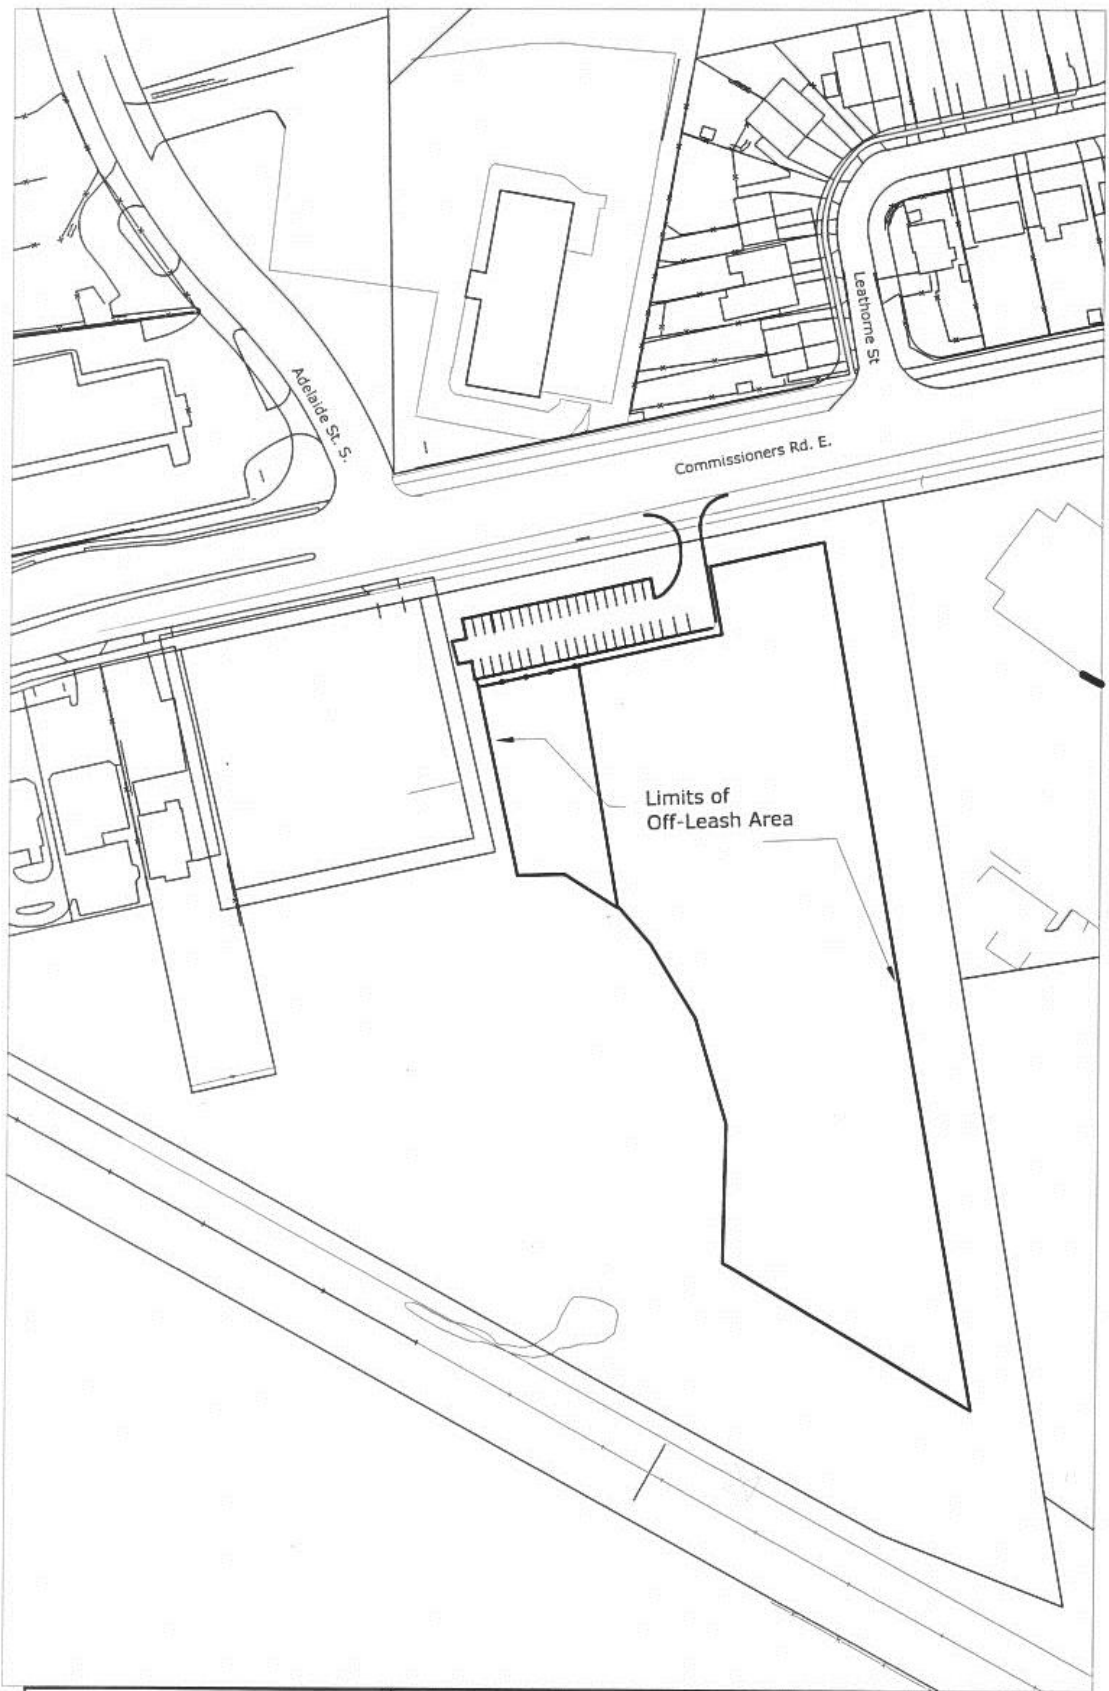 Leathorne St
Adelaide St. S.
Commissioners Rd. E.
Limits of
Off-Leash Area